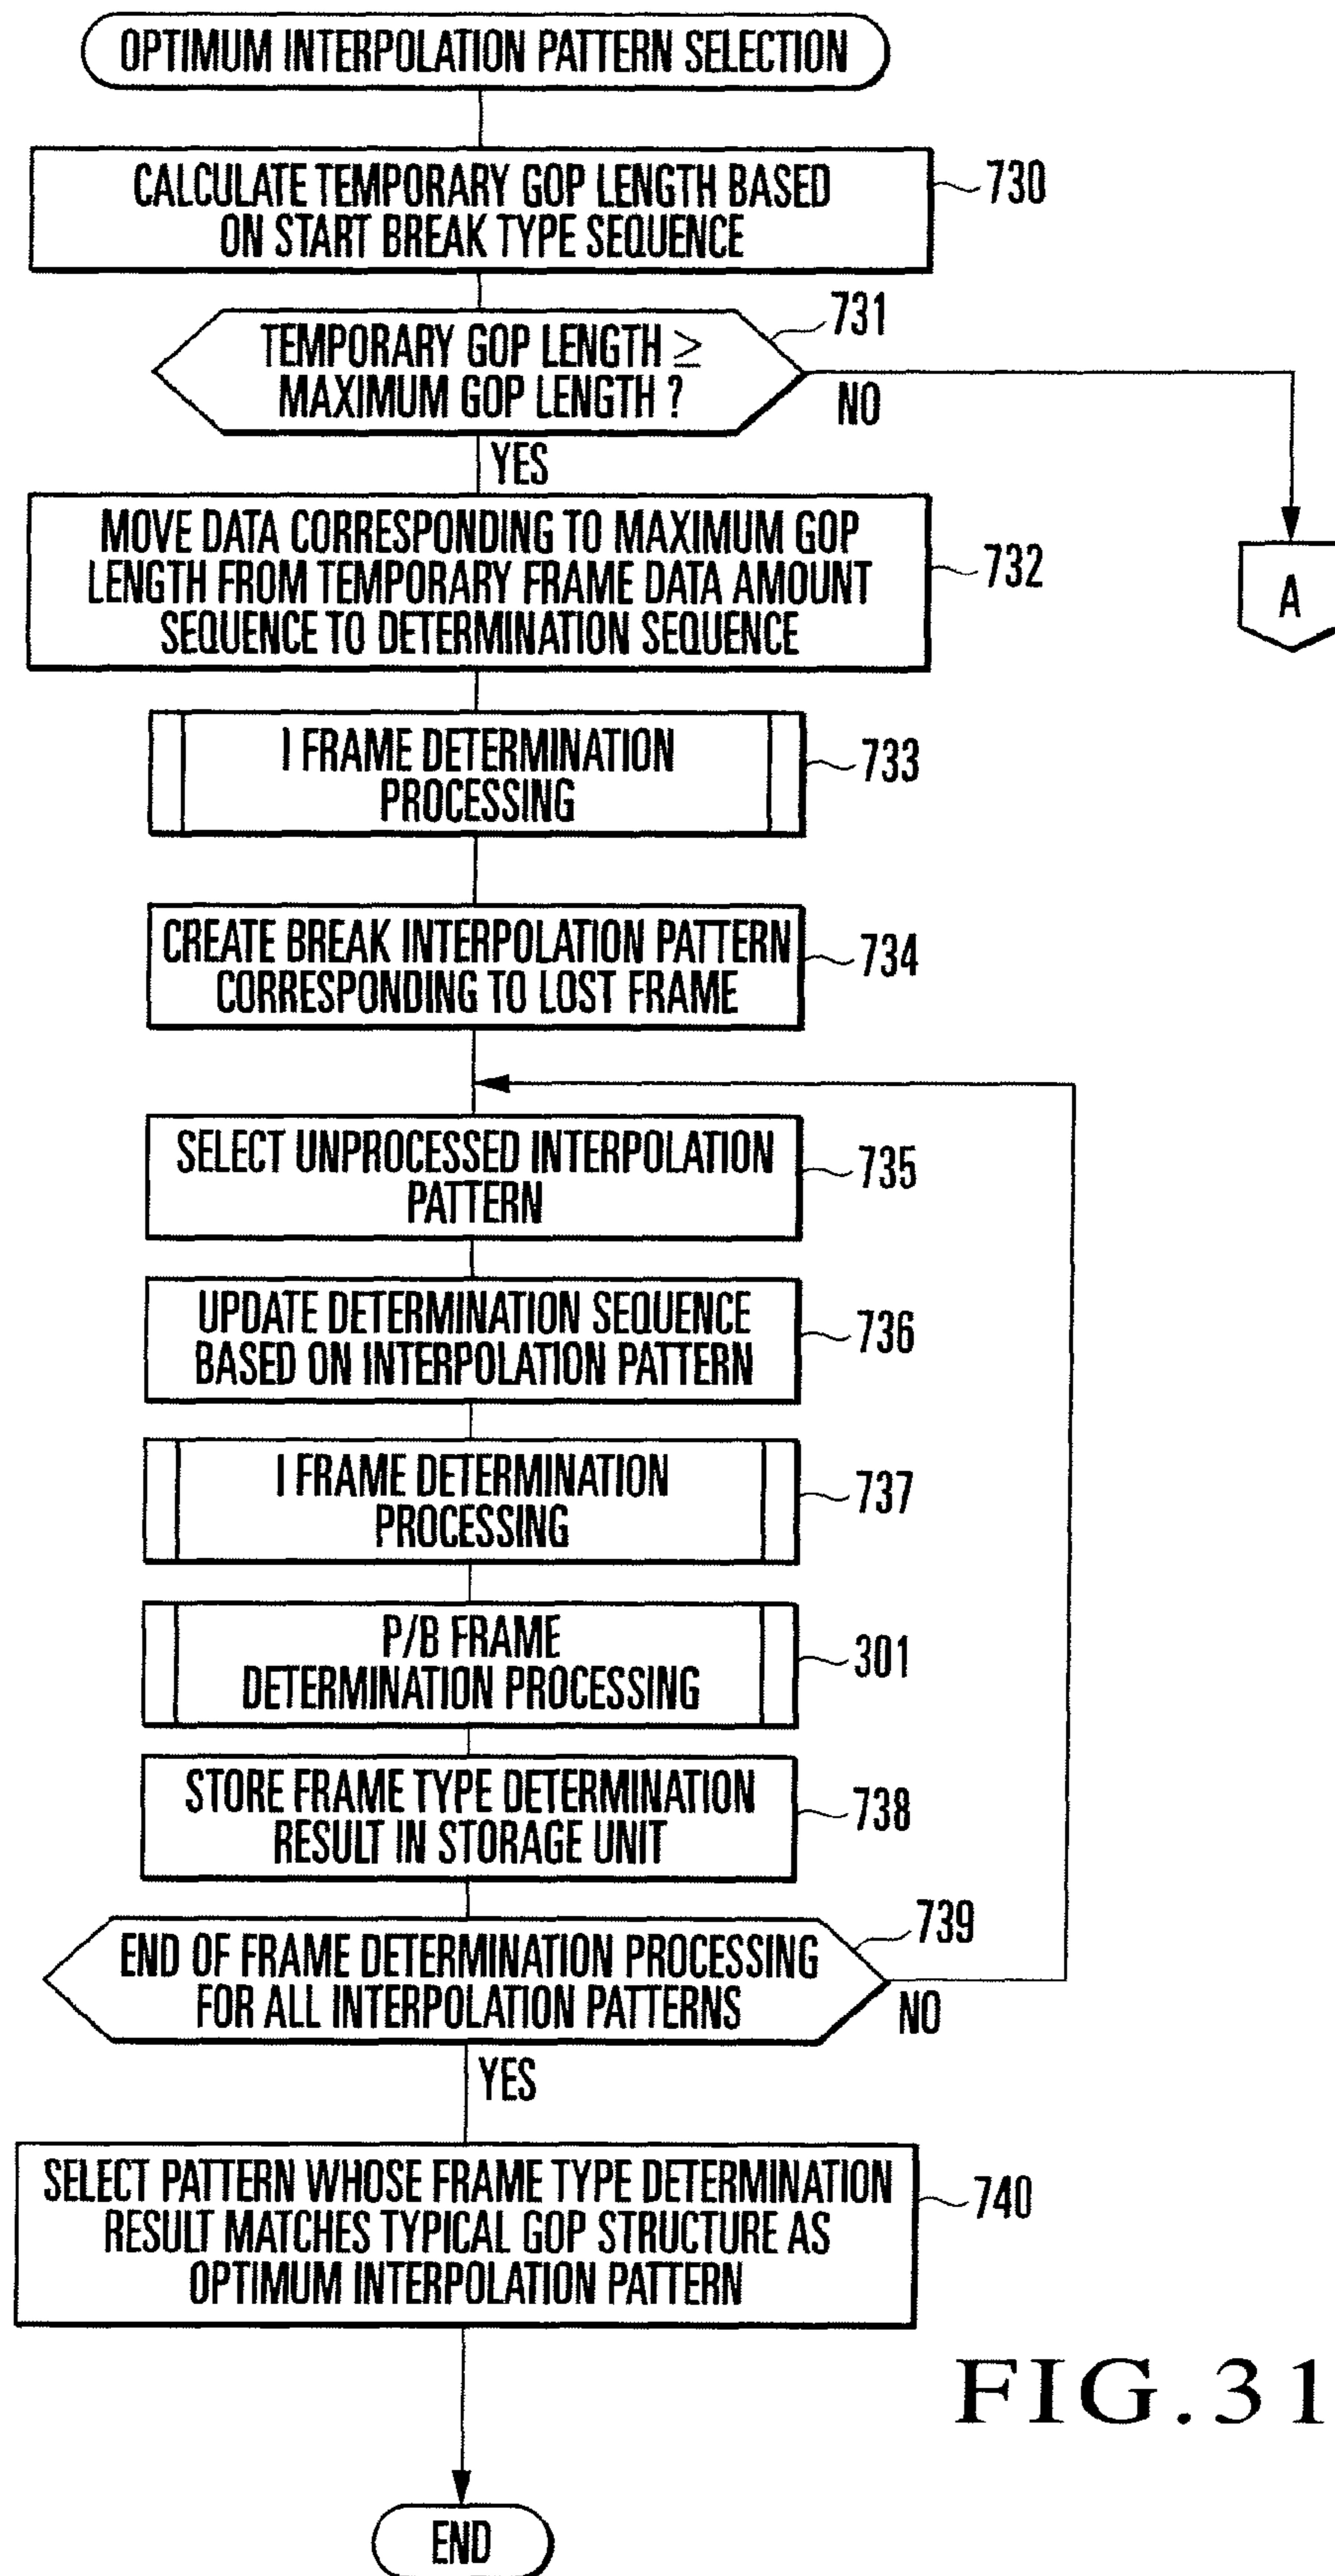 OPTIMUM INTERPOLATION PATTERN SELECTION
CALCULATE TEMPORARY GOP LENGTH BASED
ON START BREAK TYPE SEQUENCE
730
TEMPORARY GOP LENGTH ≥
MAXIMUM GOP LENGTH ?
731
NO
YES
A
MOVE DATA CORRESPONDING TO MAXIMUM GOP
LENGTH FROM TEMPORARY FRAME DATA AMOUNT
SEQUENCE TO DETERMINATION SEQUENCE
732
I FRAME DETERMINATION
PROCESSING
733
CREATE BREAK INTERPOLATION PATTERN
CORRESPONDING TO LOST FRAME
734
SELECT UNPROCESSED INTERPOLATION
PATTERN
735
UPDATE DETERMINATION SEQUENCE
BASED ON INTERPOLATION PATTERN
736
I FRAME DETERMINATION
PROCESSING
737
P/B FRAME
DETERMINATION PROCESSING
301
STORE FRAME TYPE DETERMINATION
RESULT IN STORAGE UNIT
738
END OF FRAME DETERMINATION PROCESSING
FOR ALL INTERPOLATION PATTERNS
739
NO
YES
SELECT PATTERN WHOSE FRAME TYPE DETERMINATION
RESULT MATCHES TYPICAL GOP STRUCTURE AS
OPTIMUM INTERPOLATION PATTERN
740
FIG.31
END